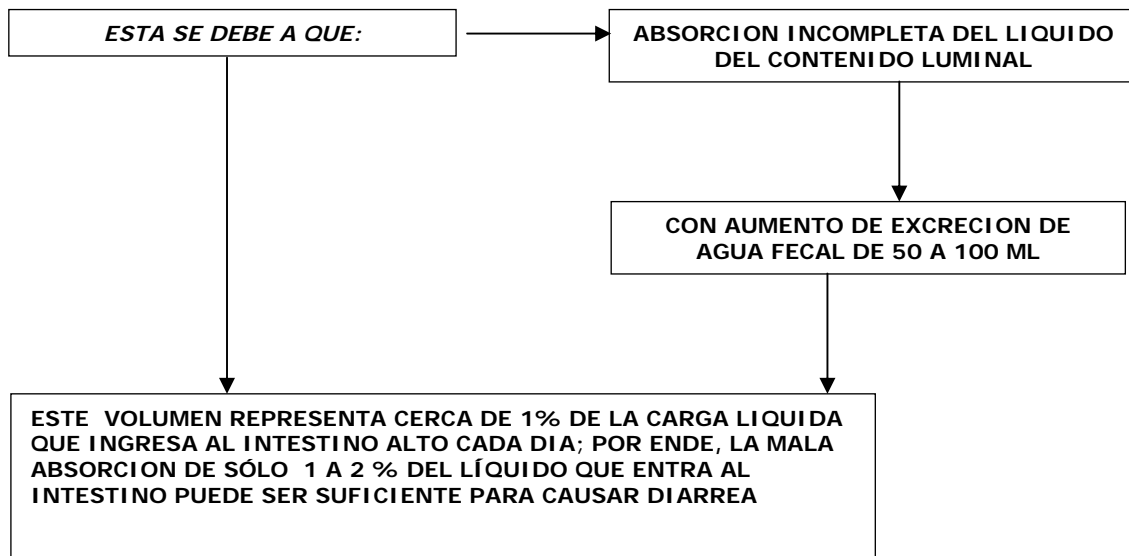 ESTA SE DEBE A QUE:
ABSORCION INCOMPLETA DEL LIQUIDO
DEL CONTENIDO LUMINAL
CON AUMENTO DE EXCRECION DE
AGUA FECAL DE 50 A 100 ML
ESTE VOLUMEN REPRESENTA CERCA DE 1% DE LA CARGA LIQUIDA
QUE INGRESA AL INTESTINO ALTO CADA DIA; POR ENDE, LA MALA
ABSORCION DE SÓLO 1 A 2 % DEL LÍQUIDO QUE ENTRA AL
INTESTINO PUEDE SER SUFICIENTE PARA CAUSAR DIARREA